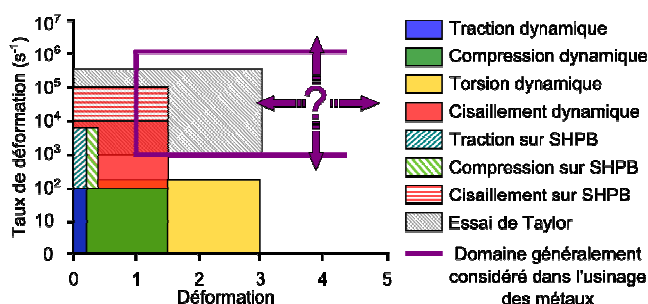 Taux de déformation (s⁻¹)
10⁷
10⁶
10⁵
10⁴
10³
10²
10
0
0
1
2
3
4
5
Déformation
?
Traction dynamique
Compression dynamique
Torsion dynamique
Cisaillement dynamique
Traction sur SHPB
Compression sur SHPB
Cisaillement sur SHPB
Essai de Taylor
Domaine généralement
considéré dans l'usinage
des métaux